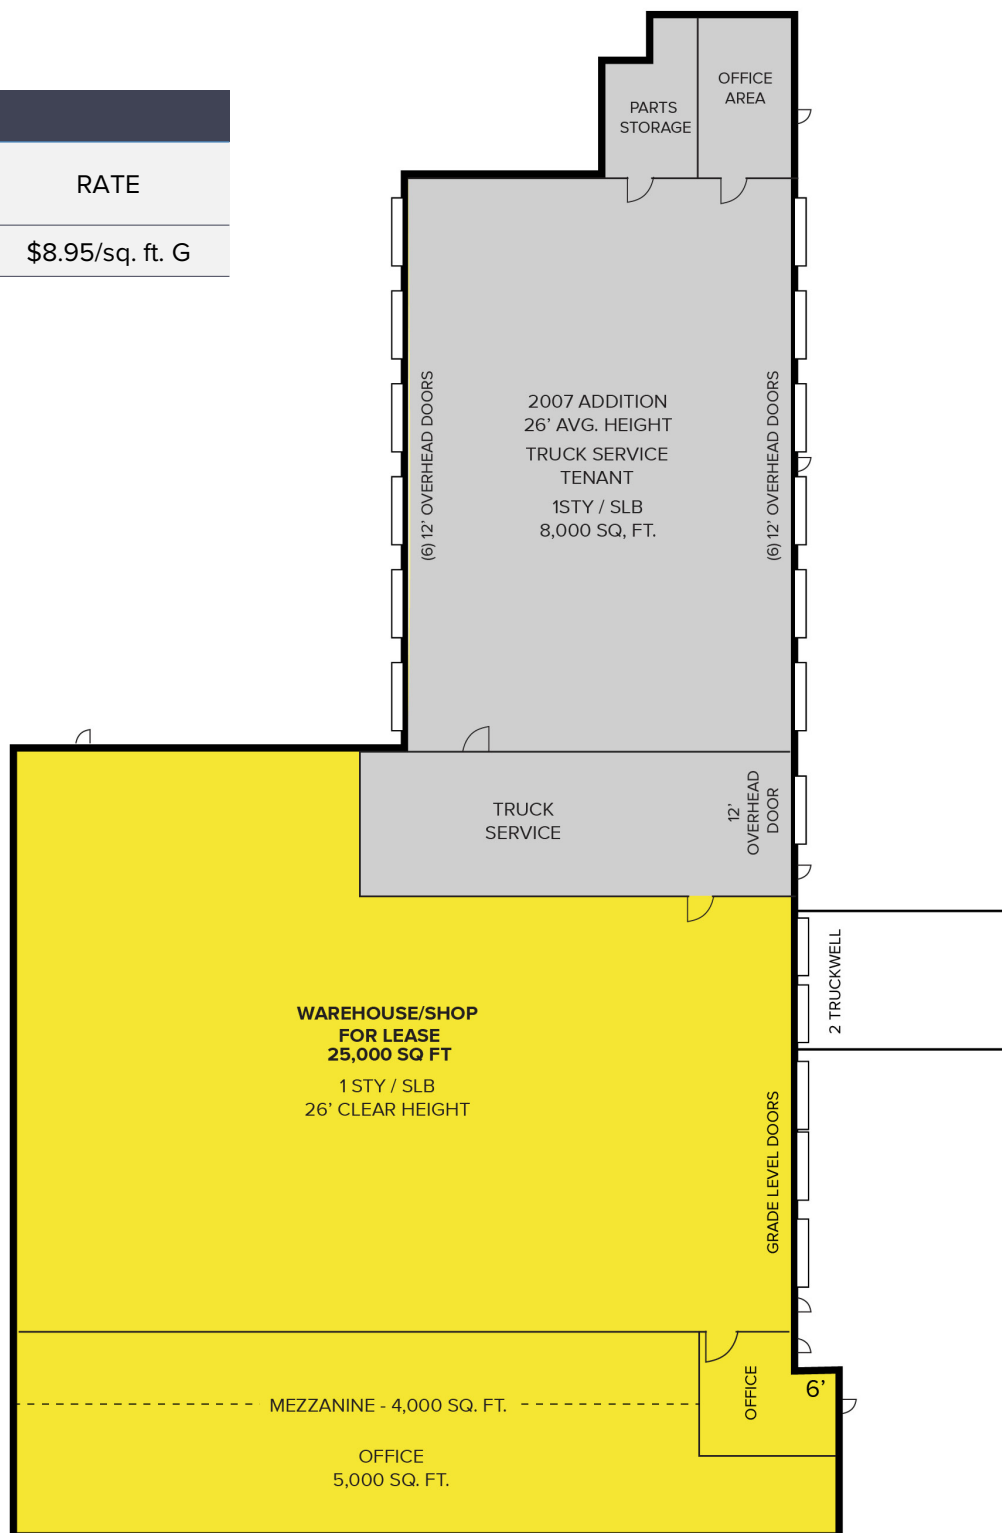 OFFICE
AREA
PARTS
STORAGE
RATE
$8.95/sq. ft. G
(6) 12’ OVERHEAD DOORS
2007 ADDITION
26’ AVG. HEIGHT
TRUCK SERVICE
TENANT
1STY / SLB
8,000 SQ, FT.
(6) 12’ OVERHEAD DOORS
TRUCK
SERVICE
12’
OVERHEAD
DOOR
2 TRUCKWELL
WAREHOUSE/SHOP
FOR LEASE
25,000 SQ FT
1 STY / SLB
26’ CLEAR HEIGHT
GRADE LEVEL DOORS
OFFICE
6’
MEZZANINE - 4,000 SQ. FT.
OFFICE
5,000 SQ. FT.